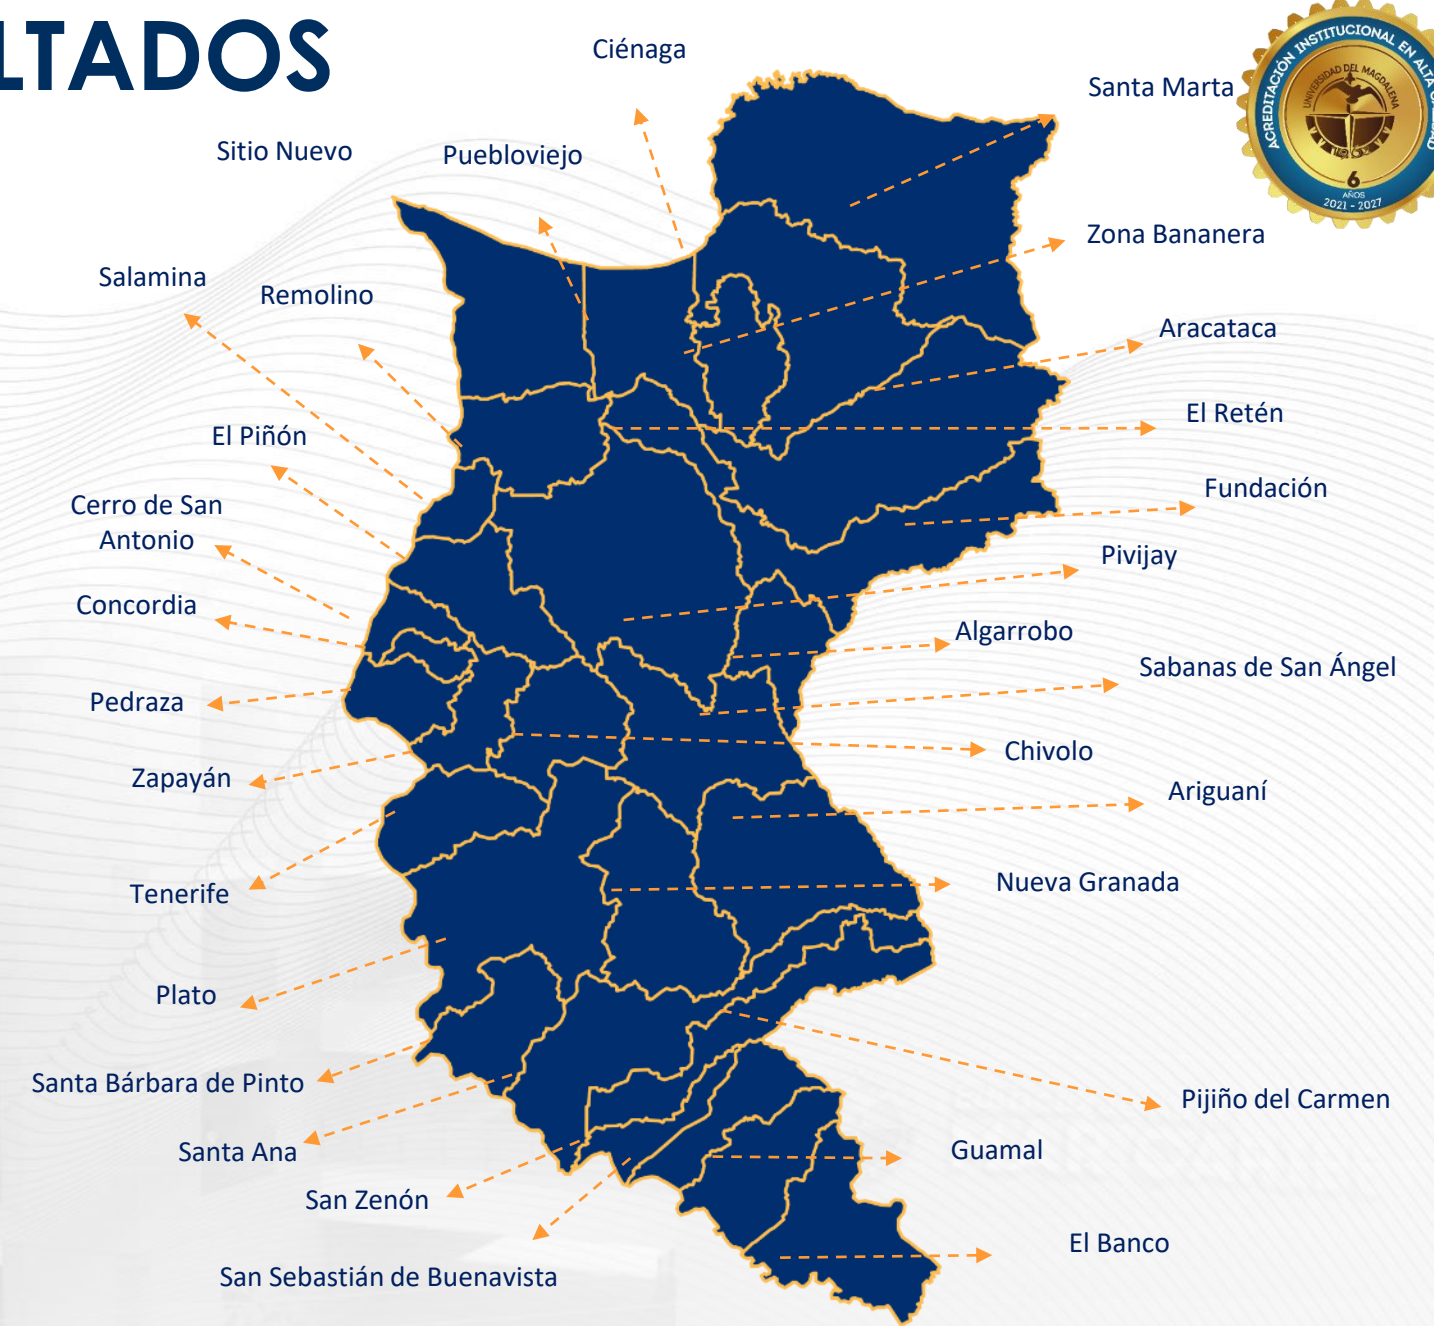 LTADOS
Ciénaga
Santa Marta
ACREDITACIÓN INSTITUCIONAL EN ALTA
UNIVERSIDAD DEL MAGDALENA
6
AÑOS
2021 - 2027
Sitio Nuevo
Puebloviejo
Zona Bananera
Salamina
Remolino
Aracataca
El Retén
El Piñón
Fundación
Cerro de San
Antonio
Pivijay
Concordia
Algarrobo
Sabanas de San Ángel
Pedraza
Chivolo
Zapayán
Ariguaní
Nueva Granada
Tenerife
Plato
Santa Bárbara de Pinto
Pijiño del Carmen
Santa Ana
Guamal
San Zenón
El Banco
San Sebastián de Buenavista